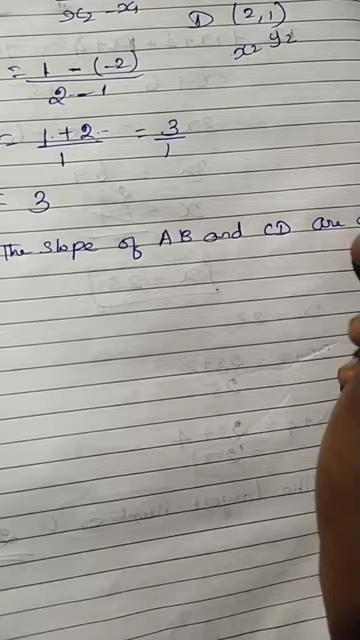 x2 - x1
D (2,1)
x2 y2
= 1 - (-2)
2 - 1
= 1 + 2 = 3
1 1
= 3
The slope of AB and CD are